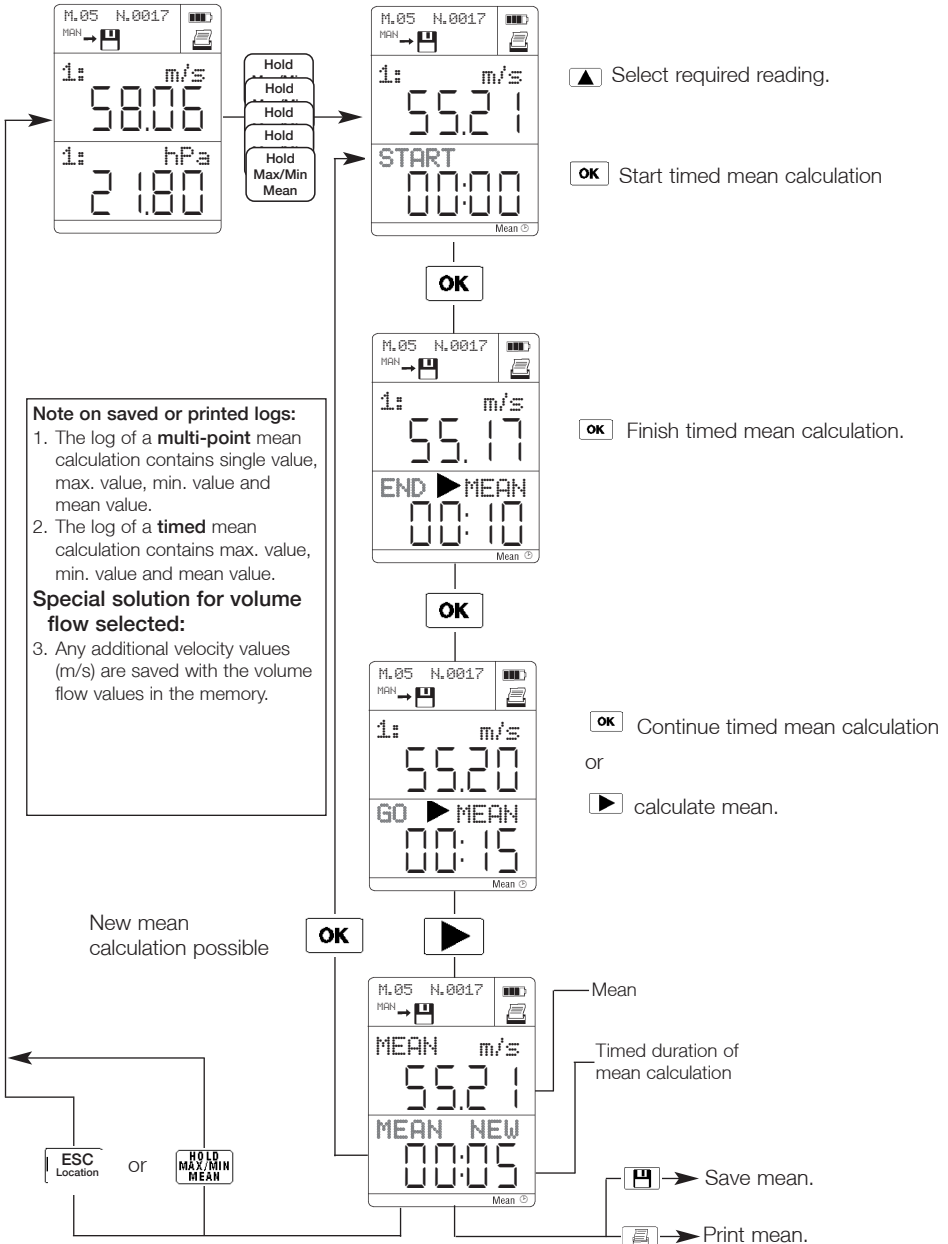 M.05 N.0017
MAN
1: m/s
58.06
1: hPa
21.80
Hold
Hold
Hold
Hold
Hold
Max/Min
Mean
M.05 N.0017
MAN
1: m/s
55.21
START
00:00
Mean
Select required reading.
OK Start timed mean calculation
OK
M.05 N.0017
MAN
1: m/s
55.17
END MEAN
00:10
Mean
OK Finish timed mean calculation.
Note on saved or printed logs:
1. The log of a multi-point mean
calculation contains single value,
max. value, min. value and
mean value.
2. The log of a timed mean
calculation contains max. value,
min. value and mean value.
Special solution for volume
flow selected:
3. Any additional velocity values
(m/s) are saved with the volume
flow values in the memory.
OK
M.05 N.0017
MAN
1: m/s
55.20
GO MEAN
00:15
Mean
OK Continue timed mean calculation
or
calculate mean.
New mean
calculation possible
OK
M.05 N.0017
MAN
MEAN m/s
55.21
MEAN NEW
00:05
Mean
Mean
Timed duration of
mean calculation
ESC
Location
or
HOLD
MAX/MIN
MEAN
Save mean.
Print mean.